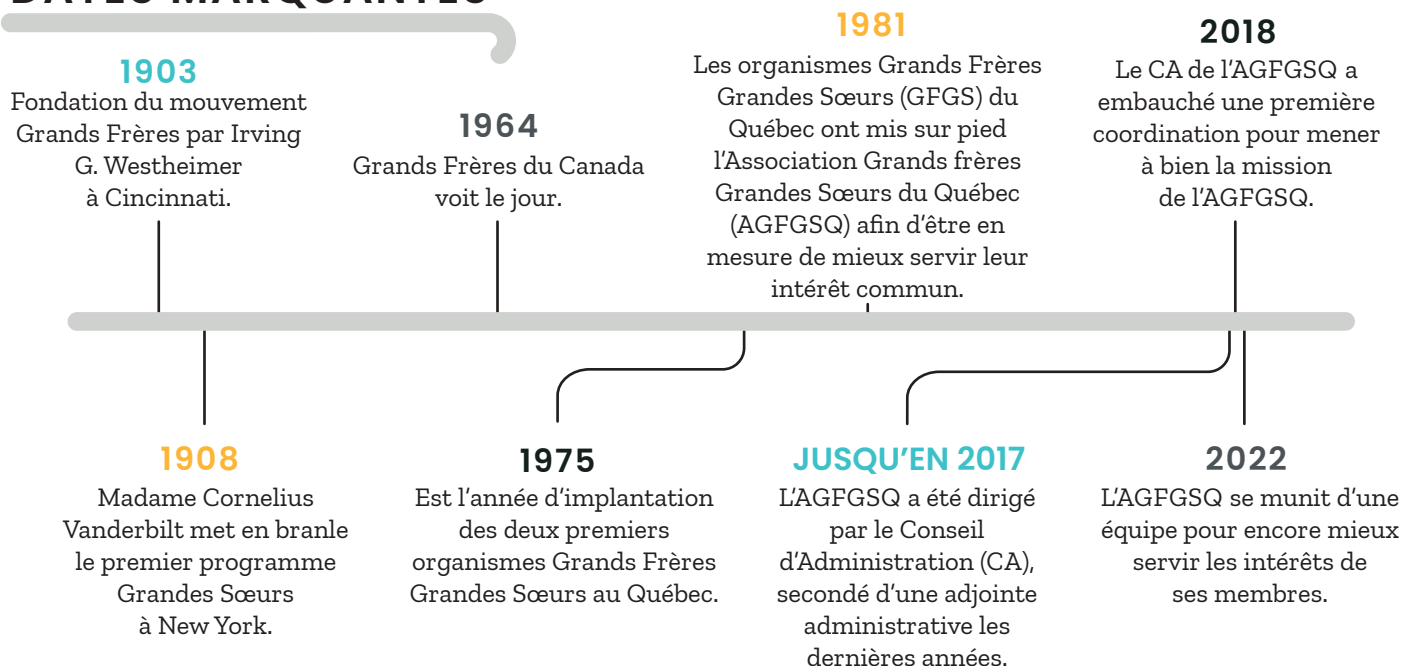 DATES MARQUANTES
1903
Fondation du mouvement
Grands Frères par Irving
G. Westheimer
à Cincinnati.
1964
Grands Frères du Canada
voit le jour.
1981
Les organismes Grands Frères
Grandes Sœurs (GFGS) du
Québec ont mis sur pied
l’Association Grands frères
Grandes Sœurs du Québec
(AGFGSQ) afin d’être en
mesure de mieux servir leur
intérêt commun.
2018
Le CA de l’AGFGSQ a
embauché une première
coordination pour mener
à bien la mission
de l’AGFGSQ.
1908
Madame Cornelius
Vanderbilt met en branle
le premier programme
Grandes Sœurs
à New York.
1975
Est l’année d’implantation
des deux premiers
organismes Grands Frères
Grandes Sœurs au Québec.
JUSQU’EN 2017
L’AGFGSQ a été dirigé
par le Conseil
d’Administration (CA),
secondé d’une adjointe
administrative les
dernières années.
2022
L’AGFGSQ se munit d’une
équipe pour encore mieux
servir les intérêts de
ses membres.